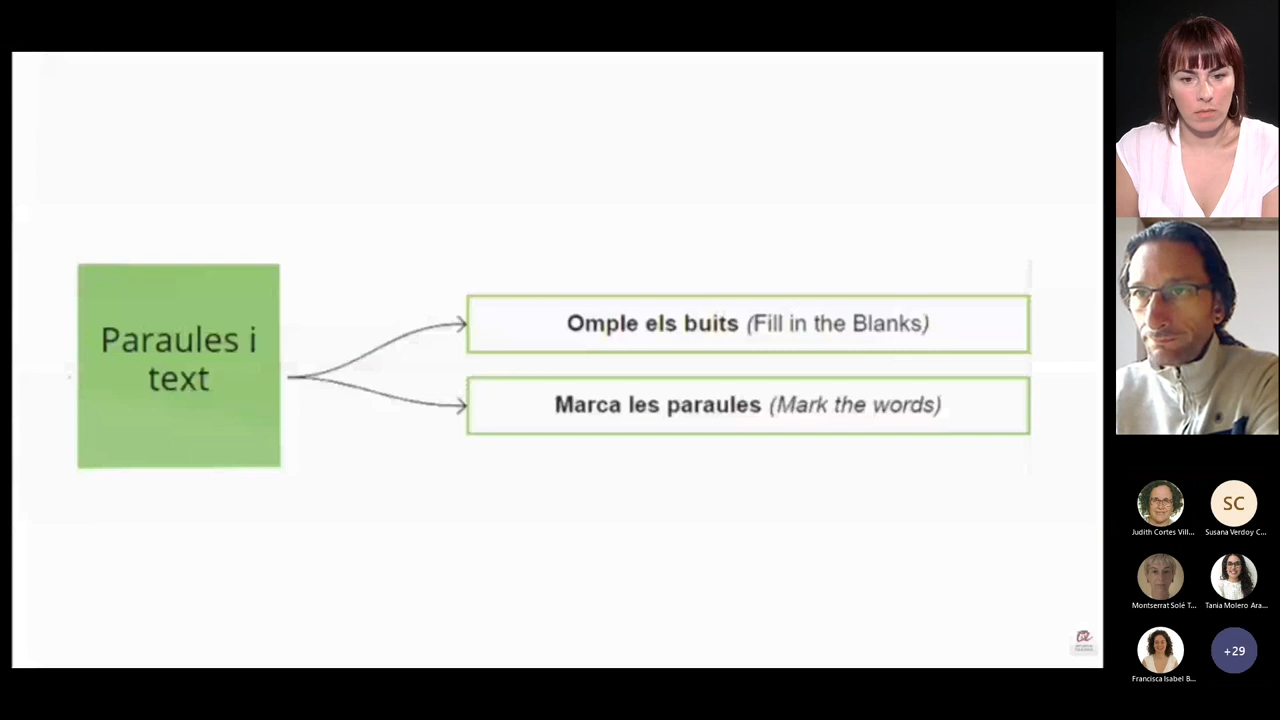 Paraules i
text
Omple els buits (Fill in the Blanks)
Marca les paraules (Mark the words)
Judith Cortes Vill...
SC
Susana Verdoy C...
Montserrat Solé T...
Tania Molero Ara...
Francisca Isabel B...
+29